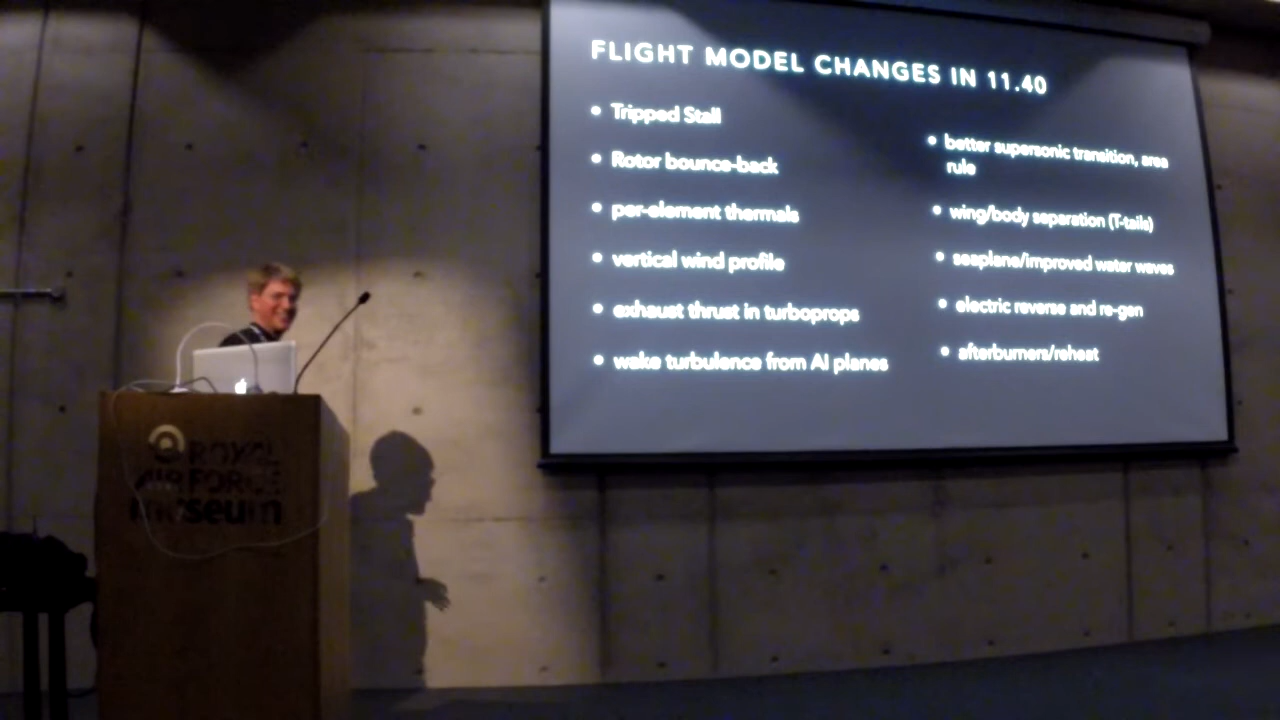 FLIGHT MODEL CHANGES IN 11.40
• Tripped Stall
• Rotor bounce-back
• per-element thermals
• vertical wind profile
• exhaust thrust in turboprops
• wake turbulence from AI planes
• better supersonic transition, area
rule
• wing/body separation (T-tails)
• seaplane/improved water waves
• electric reverse and re-gen
• afterburners/reheat
ROYAL
AIR FORCE
museum